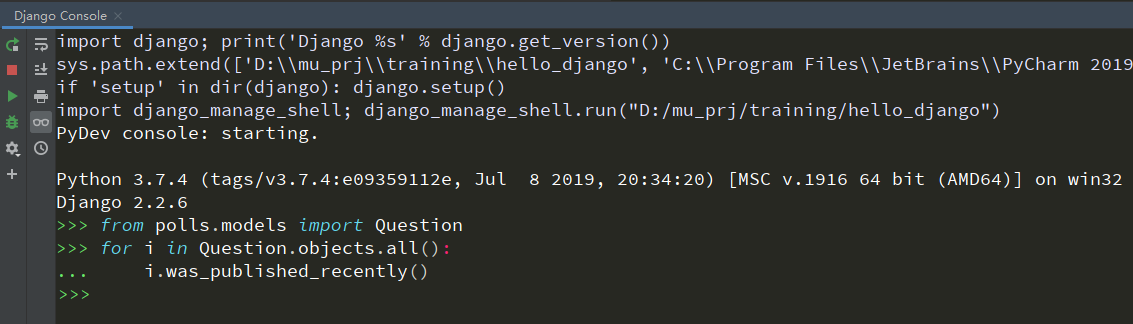 Django Console
import django; print('Django %s' % django.get_version())
sys.path.extend(['D:\\mu_prj\\training\\hello_django', 'C:\\Program Files\\JetBrains\\PyCharm 2019
if 'setup' in dir(django): django.setup()
import django_manage_shell; django_manage_shell.run("D:/mu_prj/training/hello_django")
PyDev console: starting.
Python 3.7.4 (tags/v3.7.4:e09359112e, Jul  8 2019, 20:34:20) [MSC v.1916 64 bit (AMD64)] on win32
Django 2.2.6
>>> from polls.models import Question
>>> for i in Question.objects.all():
...     i.was_published_recently()
>>>